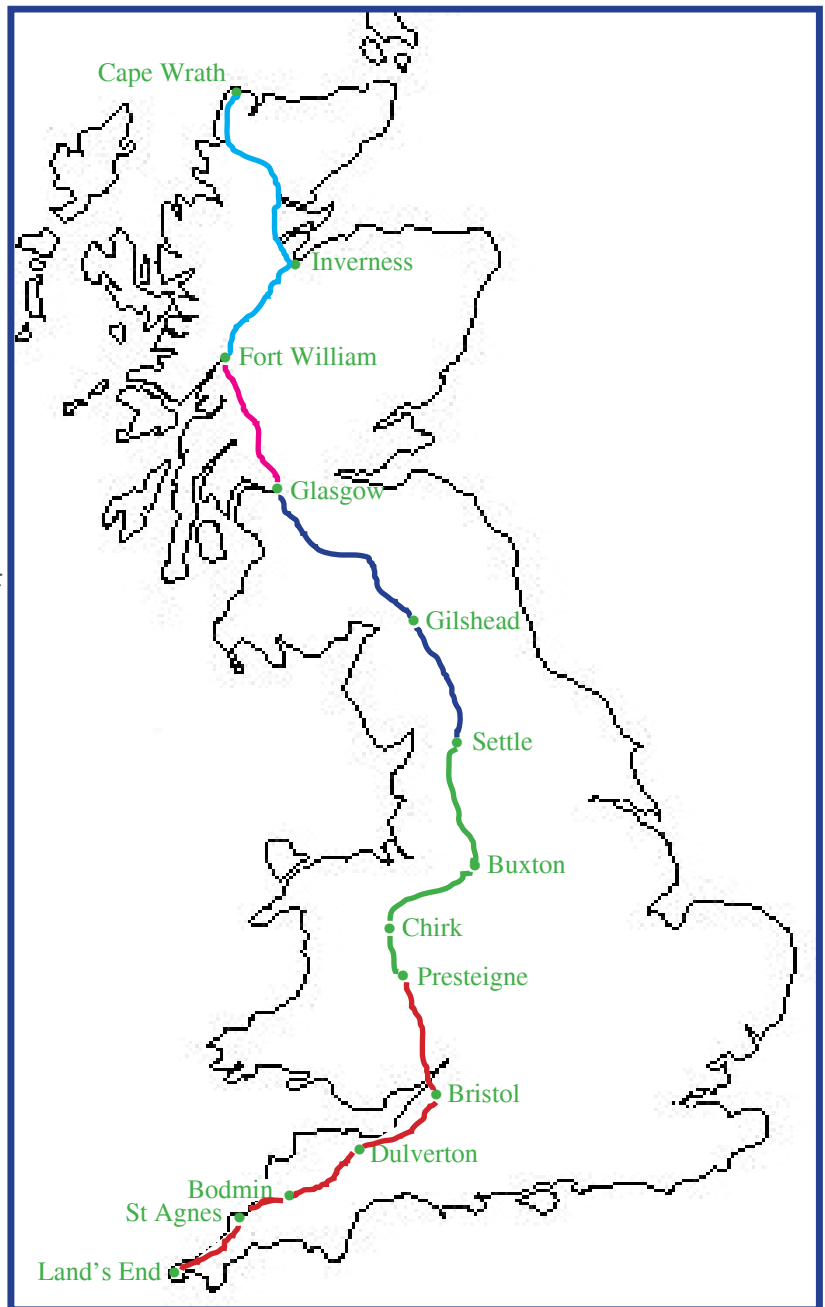 Cape Wrath
Inverness
Fort William
Glasgow
Gilshead
Settle
Buxton
Chirk
Presteigne
Bristol
Dulverton
Bodmin
St Agnes
Land's End